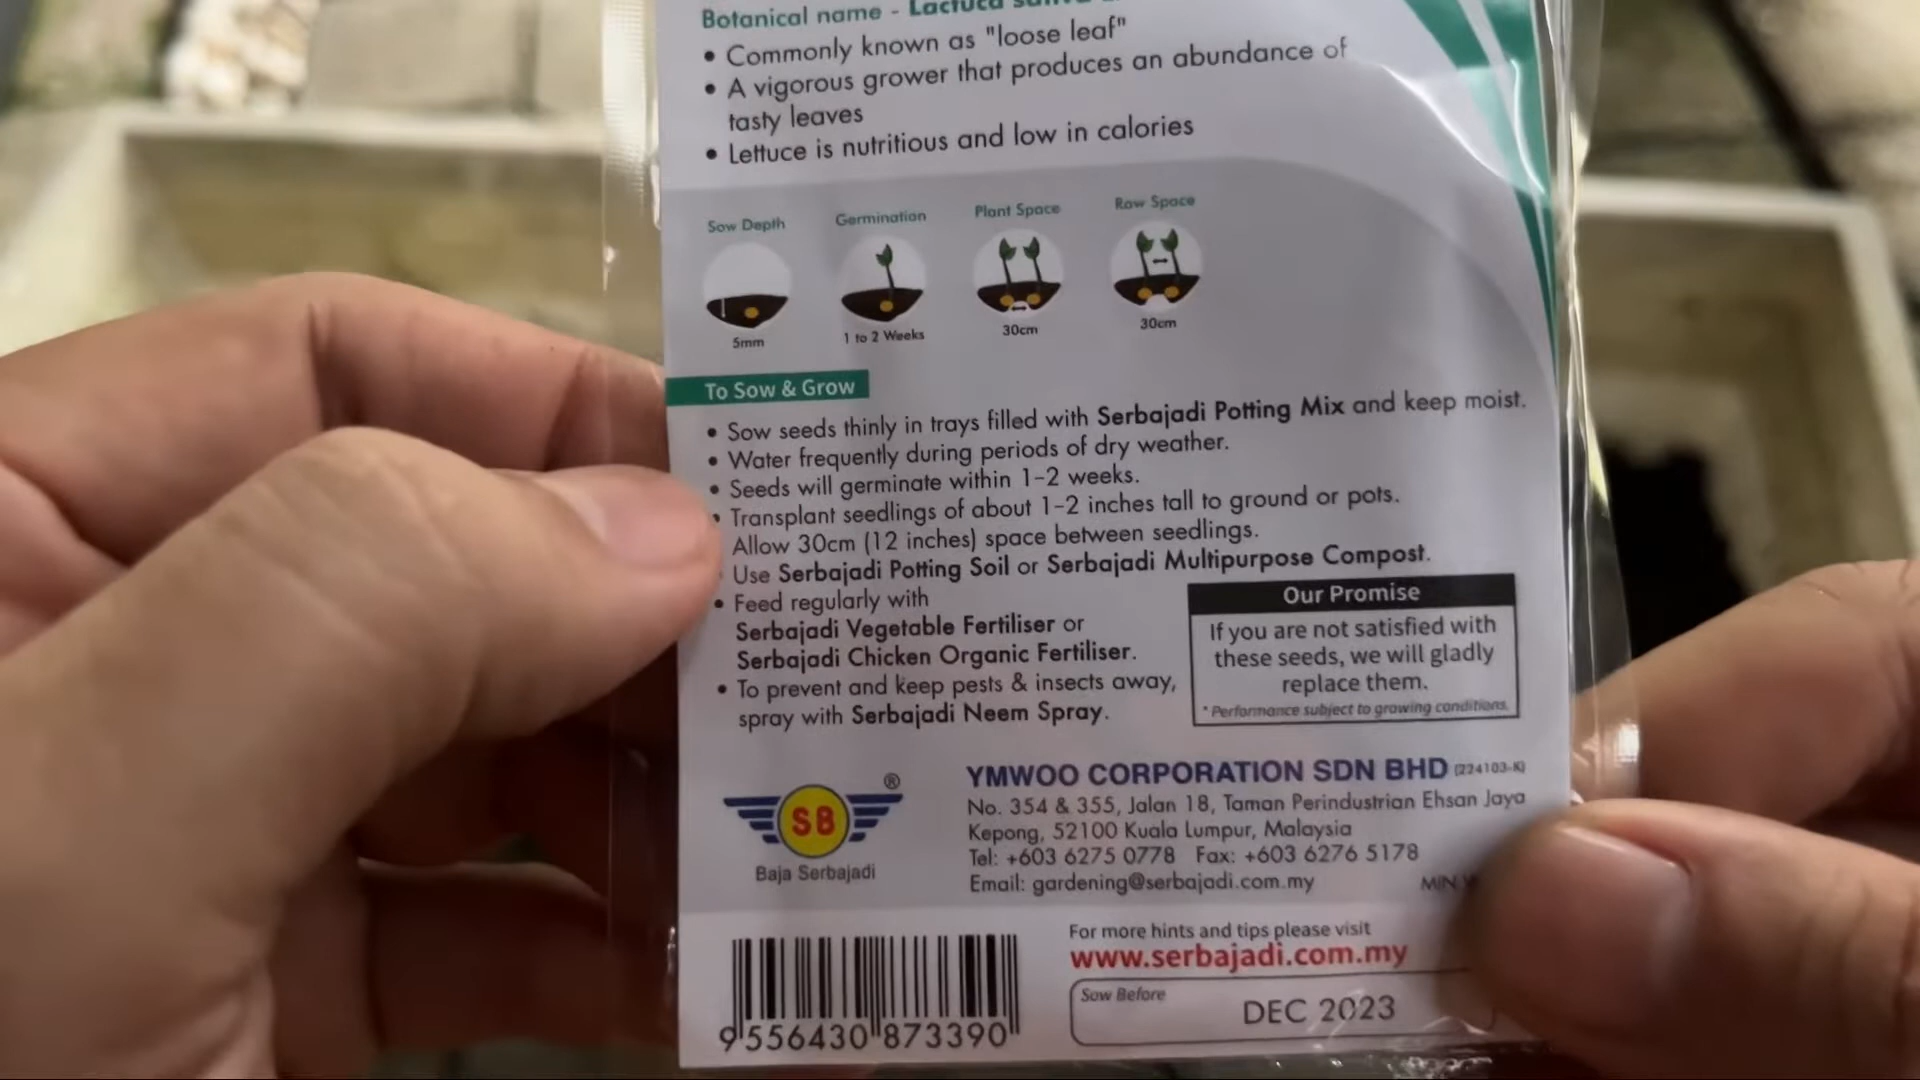 Botanical name - Lactuca sativa
• Commonly known as "loose leaf"
• A vigorous grower that produces an abundance of
tasty leaves
• Lettuce is nutritious and low in calories
Sow Depth
Germination
Plant Space
Row Space
5mm
1 to 2 Weeks
30cm
30cm
To Sow & Grow
• Sow seeds thinly in trays filled with Serbajadi Potting Mix and keep moist.
• Water frequently during periods of dry weather.
• Seeds will germinate within 1-2 weeks.
• Transplant seedlings of about 1-2 inches tall to ground or pots.
Allow 30cm (12 inches) space between seedlings.
• Use Serbajadi Potting Soil or Serbajadi Multipurpose Compost.
• Feed regularly with
Serbajadi Vegetable Fertiliser or
Serbajadi Chicken Organic Fertiliser.
• To prevent and keep pests & insects away,
spray with Serbajadi Neem Spray.
Our Promise
If you are not satisfied with
these seeds, we will gladly
replace them.
* Performance subject to growing conditions.
SB ®
Baja Serbajadi
YMWOO CORPORATION SDN BHD (224103-K)
No. 354 & 355, Jalan 18, Taman Perindustrian Ehsan Jaya
Kepong, 52100 Kuala Lumpur, Malaysia
Tel: +603 6275 0778 Fax: +603 6276 5178
Email: gardening@serbajadi.com.my
MIN
For more hints and tips please visit
www.serbajadi.com.my
Sow Before
DEC 2023
9 556430 873390